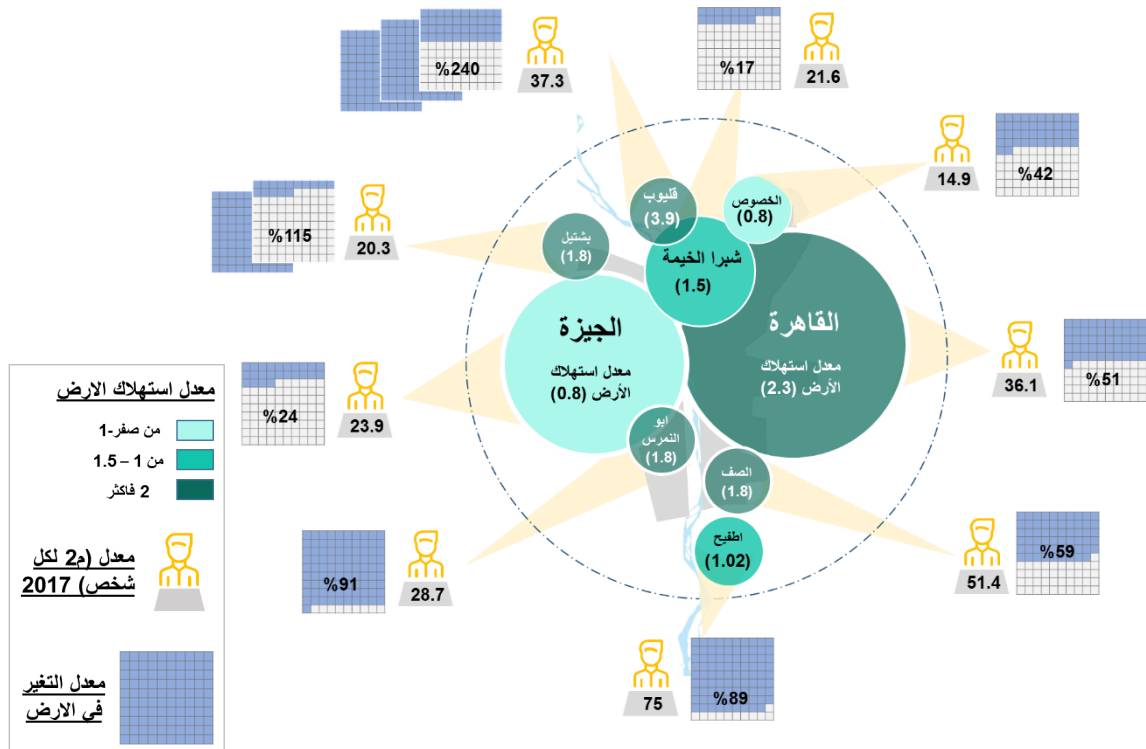 %240
37.3
%17
21.6
14.9
%42
%115
20.3
قليوب
(3.9)
الخصوص
(0.8)
بشتيل
(1.8)
شبرا الخيمة
(1.5)
الجيزة
معدل استهلاك
الأرض (0.8)
القاهرة
معدل استهلاك
الأرض (2.3)
36.1
%51
%24
23.9
ابو
النمرس
(1.8)
الصف
(1.8)
اطفيح
(1.02)
%91
28.7
51.4
%59
75
%89
معدل استهلاك الارض
من صفر-1
من 1 – 1.5
2 فاكثر
معدل (م2 لكل
شخص) 2017
معدل التغير
في الارض